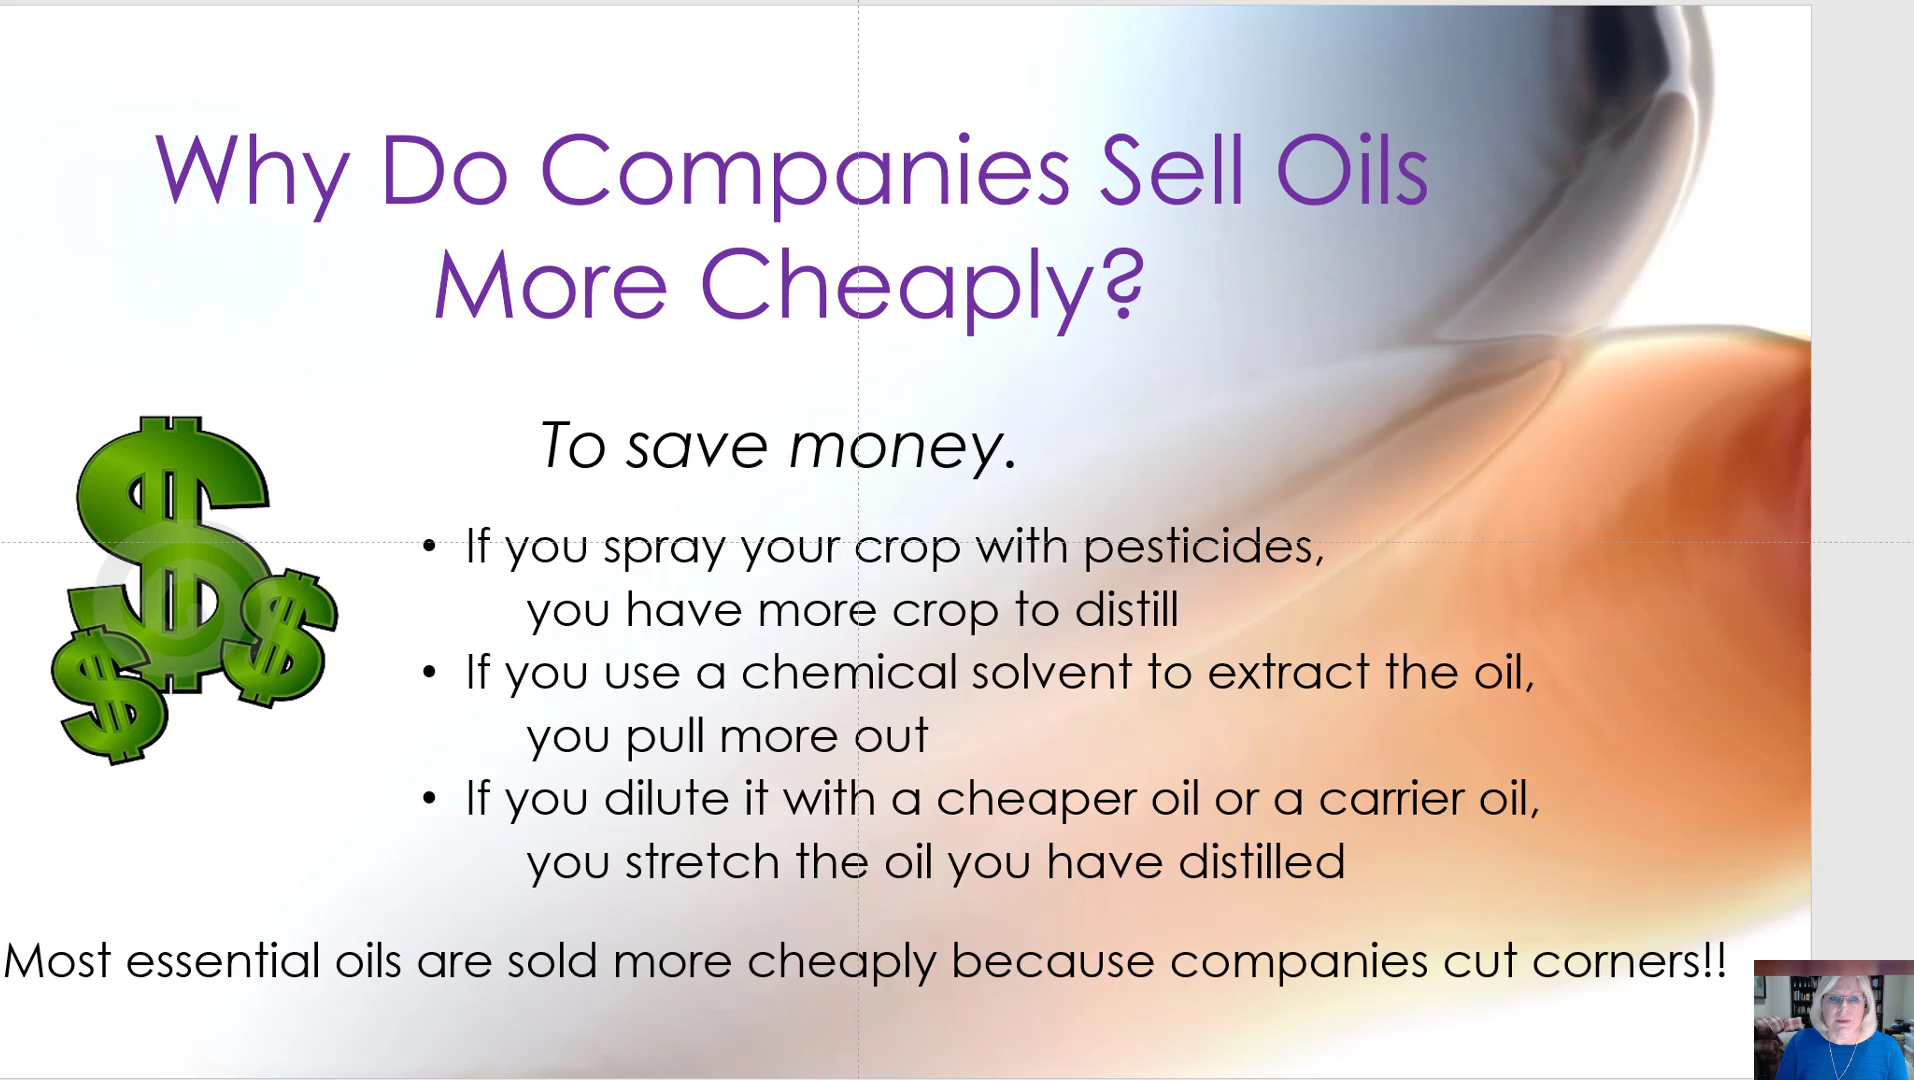 Why Do Companies Sell Oils
More Cheaply?
To save money.
• If you spray your crop with pesticides,
you have more crop to distill
• If you use a chemical solvent to extract the oil,
you pull more out
• If you dilute it with a cheaper oil or a carrier oil,
you stretch the oil you have distilled
Most essential oils are sold more cheaply because companies cut corners!!